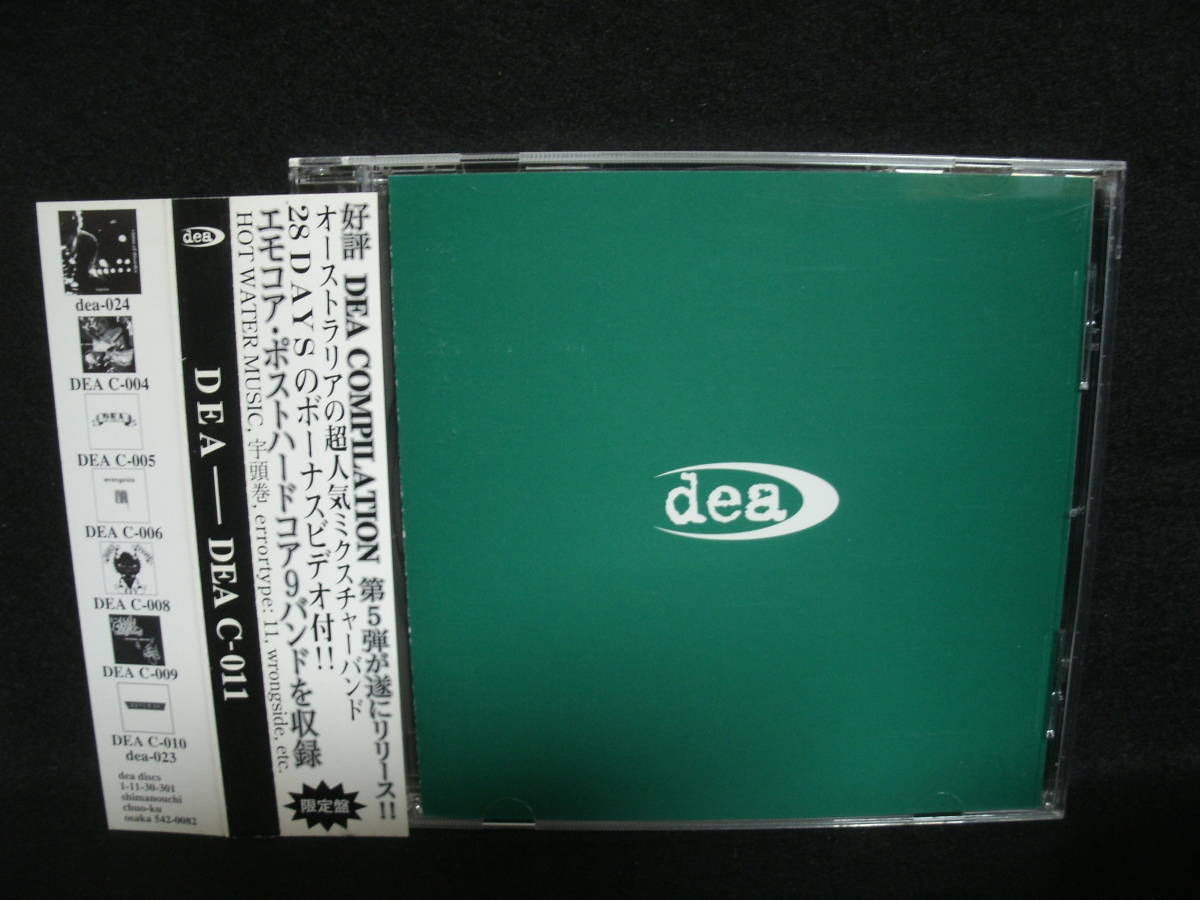 好評 DEA COMPILATION 第5弾が遂にリリース!!
オーストラリアの超人気ミクスチャーバンド
28 DAYSのボーナスビデオ付!!
エモコア・ポストハードコア9バンドを収録
HOT WATER MUSIC, 宇頭巻, errortype: 11, wrongside, etc.
限定盤
dea
DEA — DEA C-011
dea-024
DEA C-004
DEA
DEA C-005
wrongside
DEA C-006
DEA C-008
DEA C-009
DEA C-010
dea-023
dea discs
1-11-30-301
shimanouchi
chuo-ku
osaka 542-0082
dea